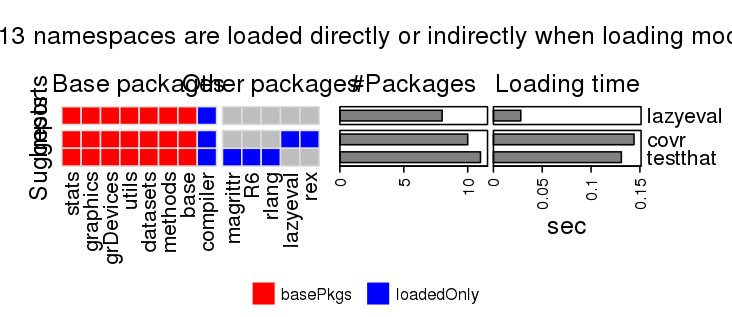 13 namespaces are loaded directly or indirectly when loading moc
Base packages
Other packages
#Packages
Loading time
Imports
Suggests
lazyeval
covr
testthat
stats
graphics
grDevices
utils
datasets
methods
base
compiler
magrittr
R6
rlang
lazyeval
rex
0
5
10
0
0.05
0.1
0.15
sec
basePkgs
loadedOnly